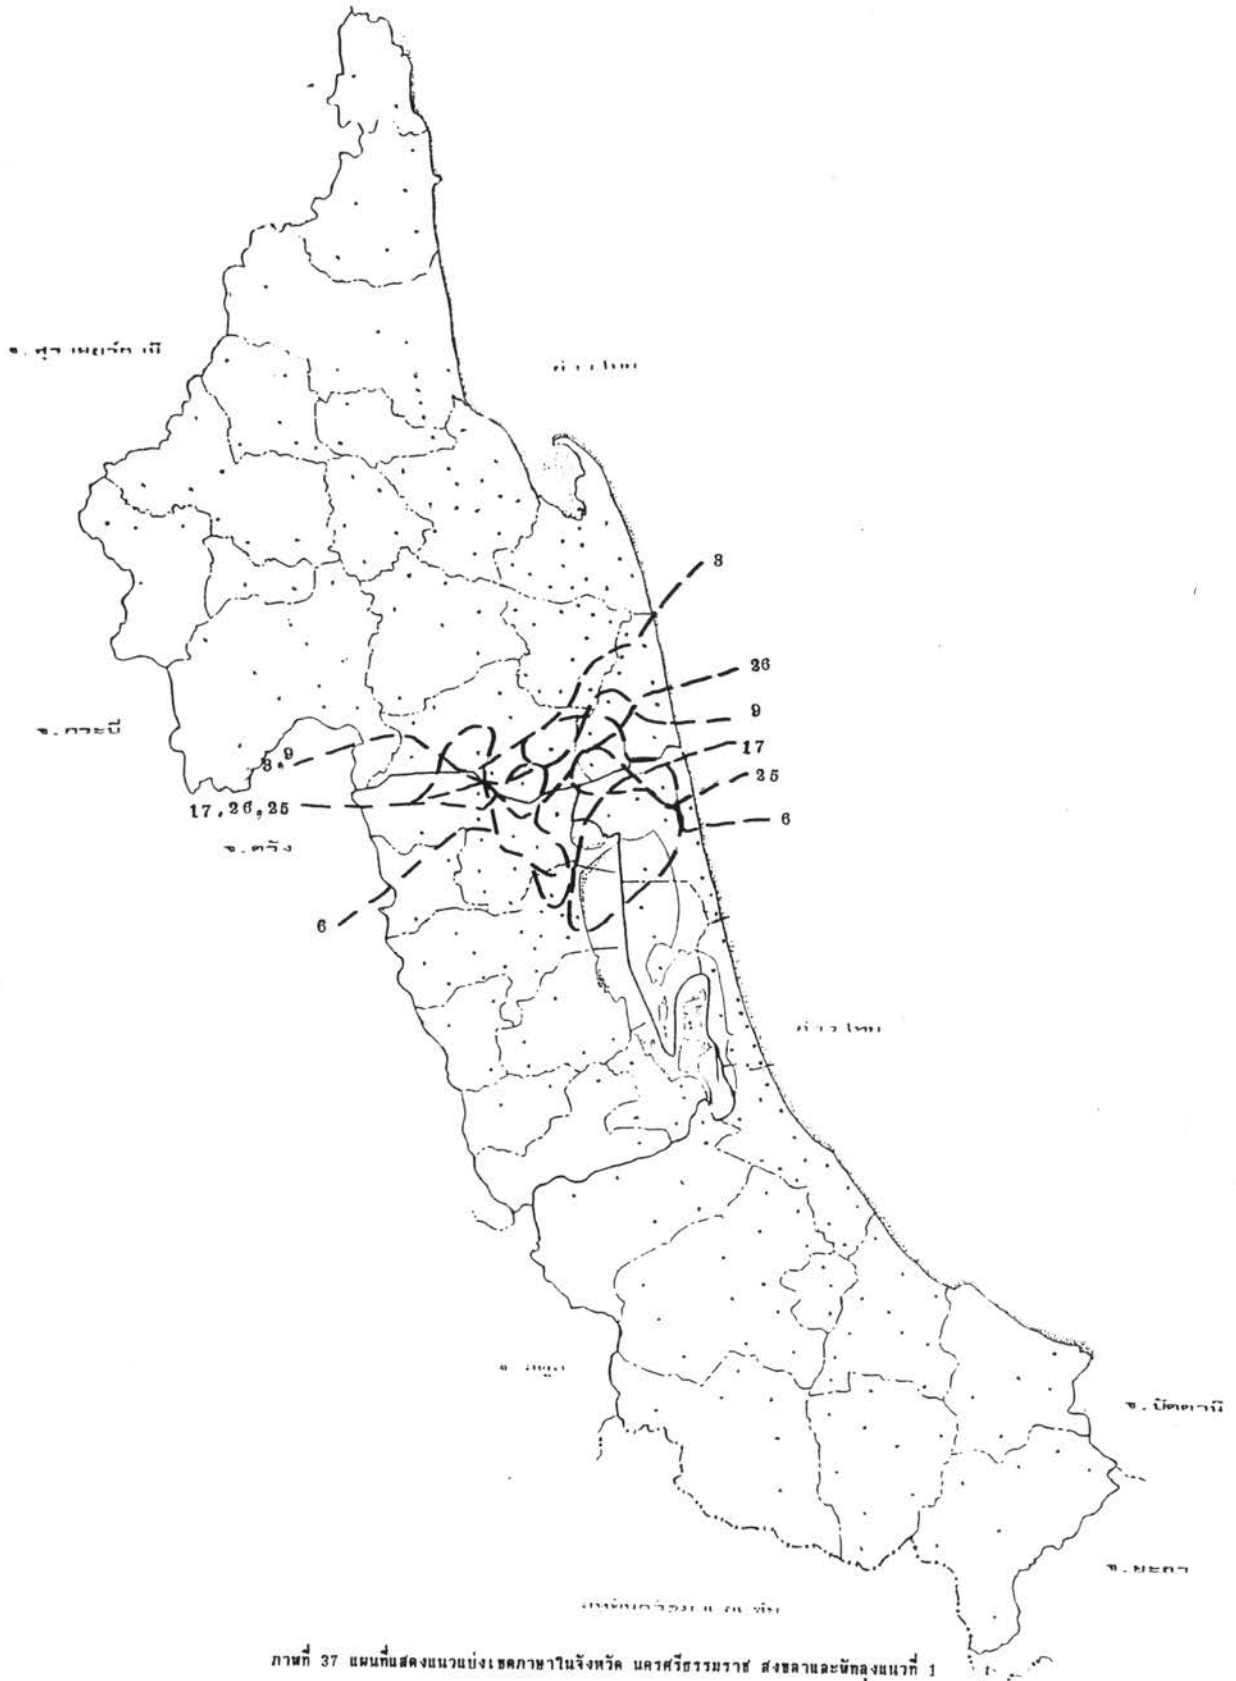 จ.สุราษฎร์ธานี
อ่าวไทย
8
26
9
จ.กระบี่
17
8,9
25
17,26,25
6
จ.ตรัง
6
อ่าวไทย
จ.สตูล
จ.ปัตตานี
จ.ยะลา
ภาพที่ 37 แผนที่แสดงแนวแบ่งเขตภาษาในจังหวัด นครศรีธรรมราช สงขลาและพัทลุงแนวที่ 1